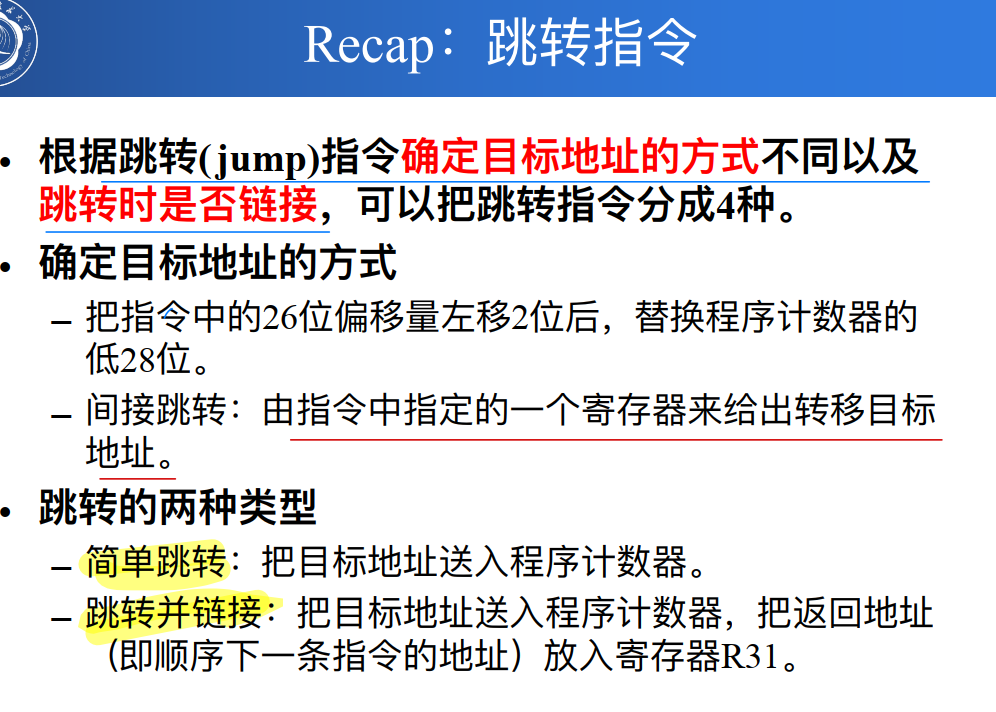 Recap：跳转指令
• 根据跳转(jump)指令确定目标地址的方式不同以及
跳转时是否链接，可以把跳转指令分成4种。
• 确定目标地址的方式
– 把指令中的26位偏移量左移2位后，替换程序计数器的
低28位。
– 间接跳转：由指令中指定的一个寄存器来给出转移目标
地址。
• 跳转的两种类型
– 简单跳转：把目标地址送入程序计数器。
– 跳转并链接：把目标地址送入程序计数器，把返回地址
（即顺序下一条指令的地址）放入寄存器R31。